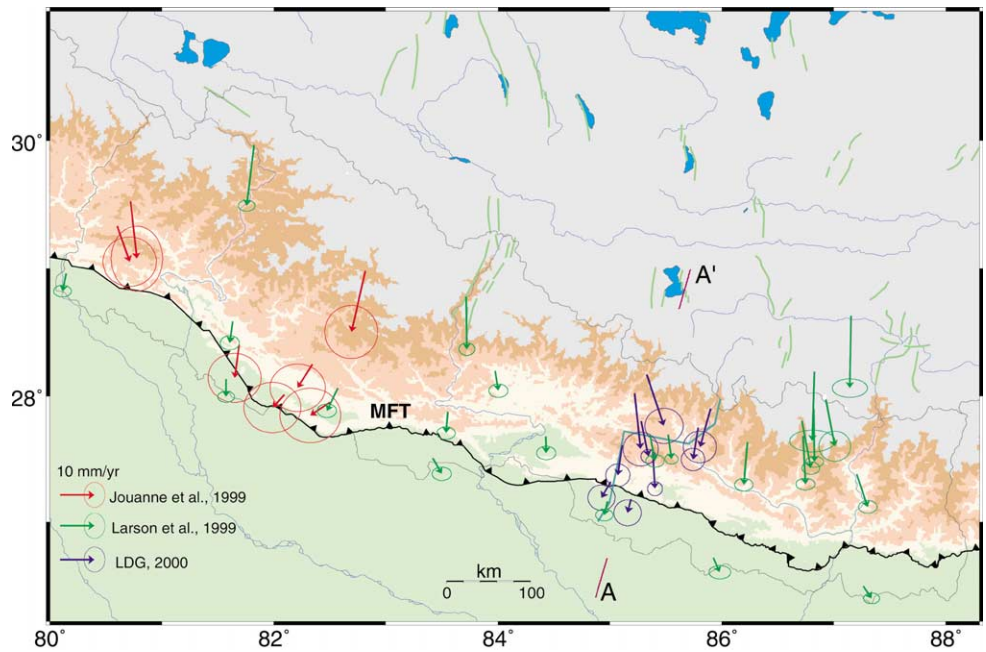 30°
28°
A'
MFT
10 mm/yr
Jouanne et al., 1999
Larson et al., 1999
LDG, 2000
km
0 100
A
80° 82° 84° 86° 88°